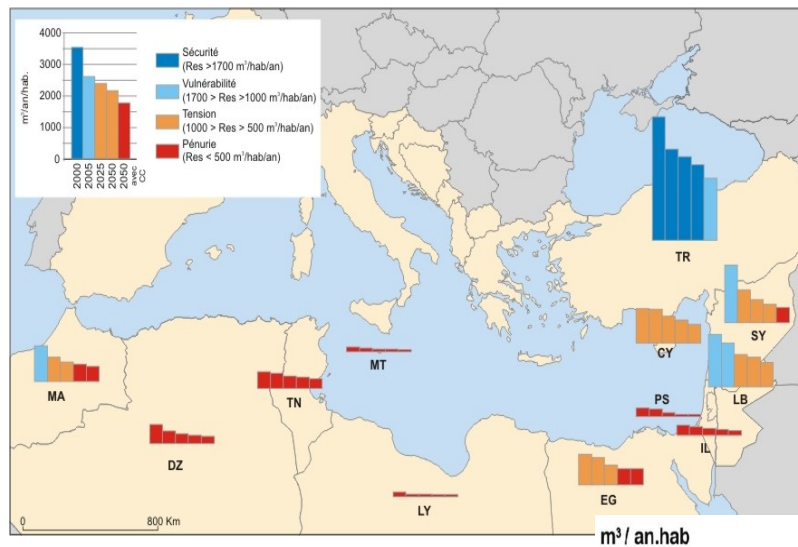 4000
3000
2000
1000
0
m³/an/hab.
2000
2005
2025
2050
2050 avec CC
Sécurité
(Res >1700 m³/hab/an)
Vulnérabilité
(1700 > Res >1000 m³/hab/an)
Tension
(1000 > Res > 500 m³/hab/an)
Pénurie
(Res < 500 m³/hab/an)
TR
SY
CY
MT
MA
TN
PS
LB
IL
DZ
EG
LY
0 800 Km
m³ / an.hab